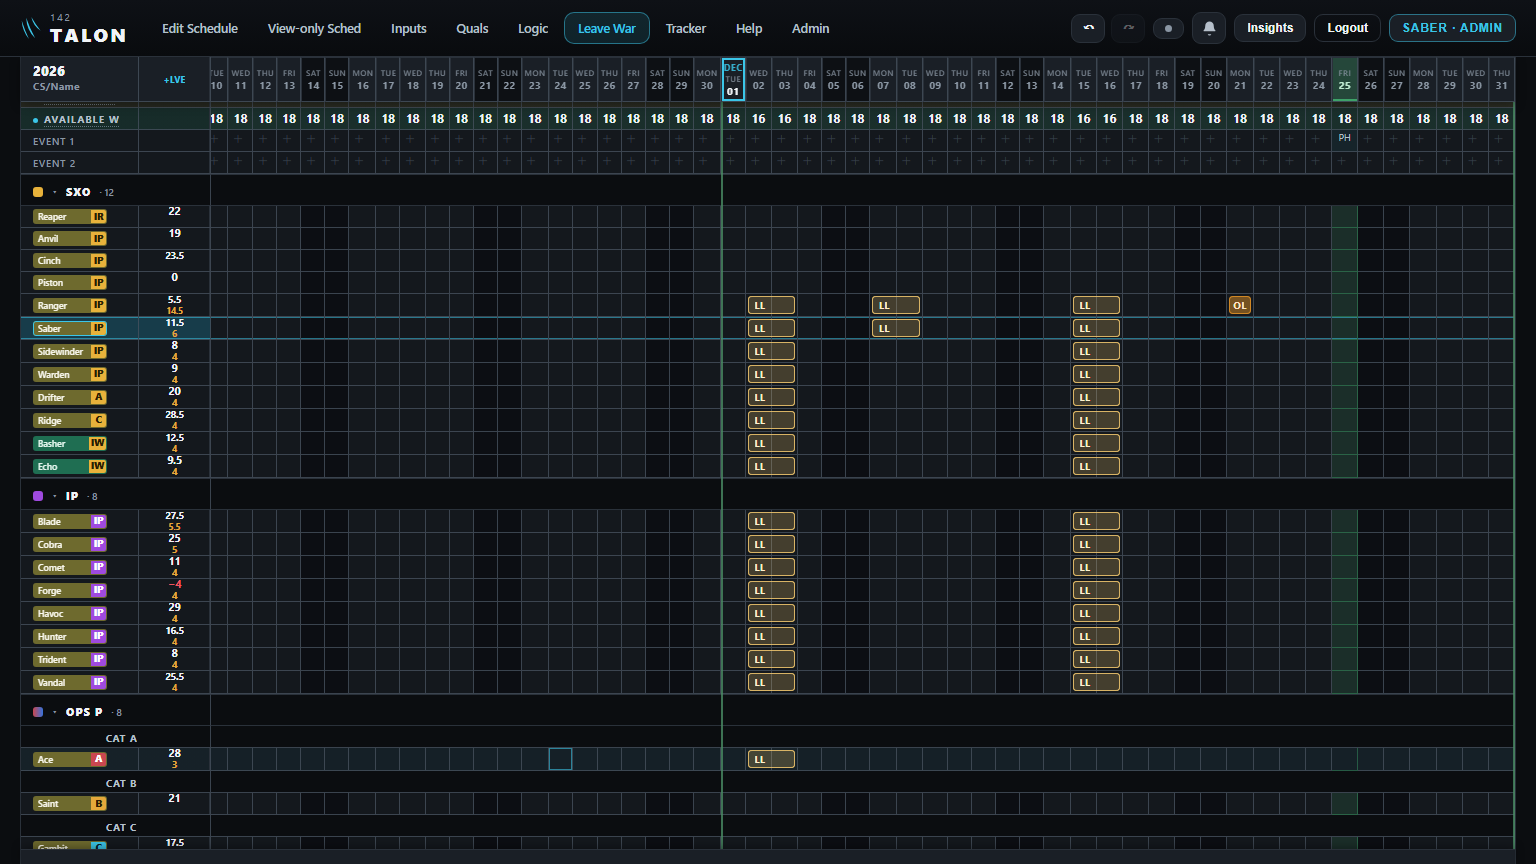 142
TALON
Edit Schedule
View-only Sched
Inputs
Quals
Logic
Leave War
Tracker
Help
Admin
Insights
Logout
SABER · ADMIN
2026
CS/Name
+LVE
TUE 10 WED 11 THU 12 FRI 13 SAT 14 SUN 15 MON 16 TUE 17 WED 18 THU 19 FRI 20 SAT 21 SUN 22 MON 23 TUE 24 WED 25 THU 26 FRI 27 SAT 28 SUN 29 MON 30 DEC TUE 01 WED 02 THU 03 FRI 04 SAT 05 SUN 06 MON 07 TUE 08 WED 09 THU 10 FRI 11 SAT 12 SUN 13 MON 14 TUE 15 WED 16 THU 17 FRI 18 SAT 19 SUN 20 MON 21 TUE 22 WED 23 THU 24 FRI 25 SAT 26 SUN 27 MON 28 TUE 29 WED 30 THU 31
AVAILABLE W 18 18 18 18 18 18 18 18 18 18 18 18 18 18 18 18 18 18 18 18 18 18 16 16 18 18 18 18 18 18 18 18 18 18 18 16 16 18 18 18 18 18 18 18 18 18 18 18 18 18 18 18
EVENT 1 + + + + + + + + + + + + + + + + + + + + + + + + + + + + + + + + + + + + + + + + + + + + + PH + + + + + +
EVENT 2 + + + + + + + + + + + + + + + + + + + + + + + + + + + + + + + + + + + + + + + + + + + + + + + + + + + +
SXO · 12
Reaper IR 22
Anvil IP 19
Cinch IP 23.5
Piston IP 0
Ranger IP 5.5 14.5 LL LL LL OL
Saber IP 11.5 6 LL LL LL
Sidewinder IP 8 4 LL LL
Warden IP 9 4 LL LL
Drifter A 20 4 LL LL
Ridge C 28.5 4 LL LL
Basher IW 12.5 4 LL LL
Echo IW 9.5 4 LL LL
IP · 8
Blade IP 27.5 5.5 LL LL
Cobra IP 25 5 LL LL
Comet IP 11 4 LL LL
Forge IP −4 4 LL LL
Havoc IP 29 4 LL LL
Hunter IP 16.5 4 LL LL
Trident IP 8 4 LL LL
Vandal IP 25.5 4 LL LL
OPS P · 8
CAT A
Ace A 28 3 LL
CAT B
Saint B 21
CAT C
Gambit C 17.5